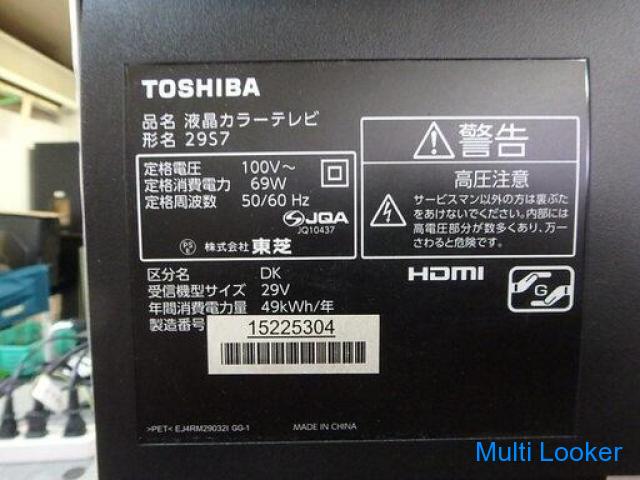 TOSHIBA
品名 液晶カラーテレビ
形名 29S7
定格電圧 100V～
定格消費電力 69W
定格周波数 50/60 Hz
JQA
JQ10437
PS E 株式会社 東芝
警告
高圧注意
サービスマン以外の方は裏ぶた
をあけないでください。内部には
高電圧部分が数多くあり、万一
さわると危険です。
区分名 DK
受信機型サイズ 29V
年間消費電力量 49kWh/年
製造番号 15225304
HDMI
G
>PET< EJ4RM29032I GG-1
MADE IN CHINA
Multi Looker